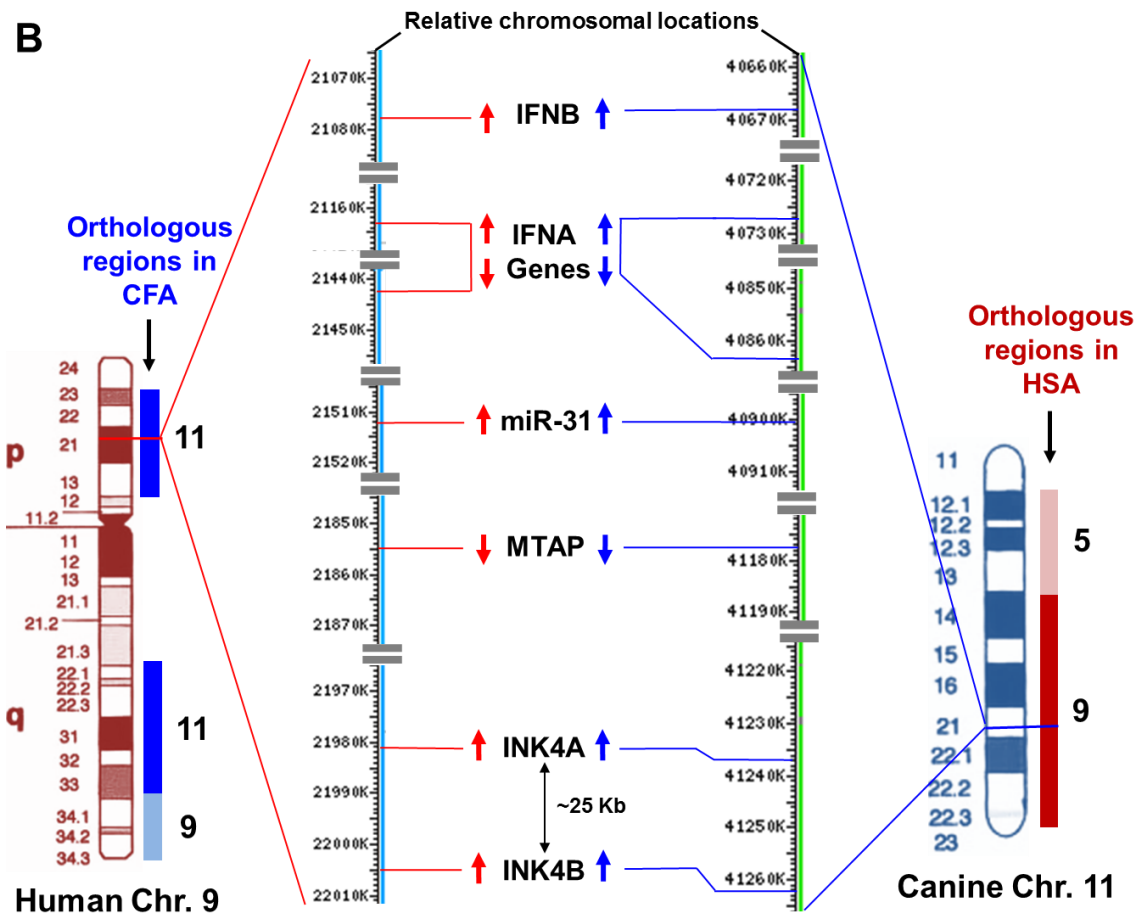 B
Relative chromosomal locations
Orthologous
regions in
CFA
24
23
22
21
13
12
11.2
11
12
13
21.1
21.2
21.3
22.1
22.2
22.3
31
32
33
34.1
34.2
34.3
p
q
11
11
9
Human Chr. 9
21070K
21080K
21160K
21440K
21450K
21510K
21520K
21850K
21860K
21870K
21970K
21980K
21990K
22000K
22010K
IFNB
IFNA
Genes
miR-31
MTAP
INK4A
~25 Kb
INK4B
40660K
40670K
40720K
40730K
40850K
40860K
40900K
40910K
41180K
41190K
41220K
41230K
41240K
41250K
41260K
Orthologous
regions in
HSA
11
12.1
12.2
12.3
13
14
15
16
21
22.1
22.2
22.3
23
5
9
Canine Chr. 11